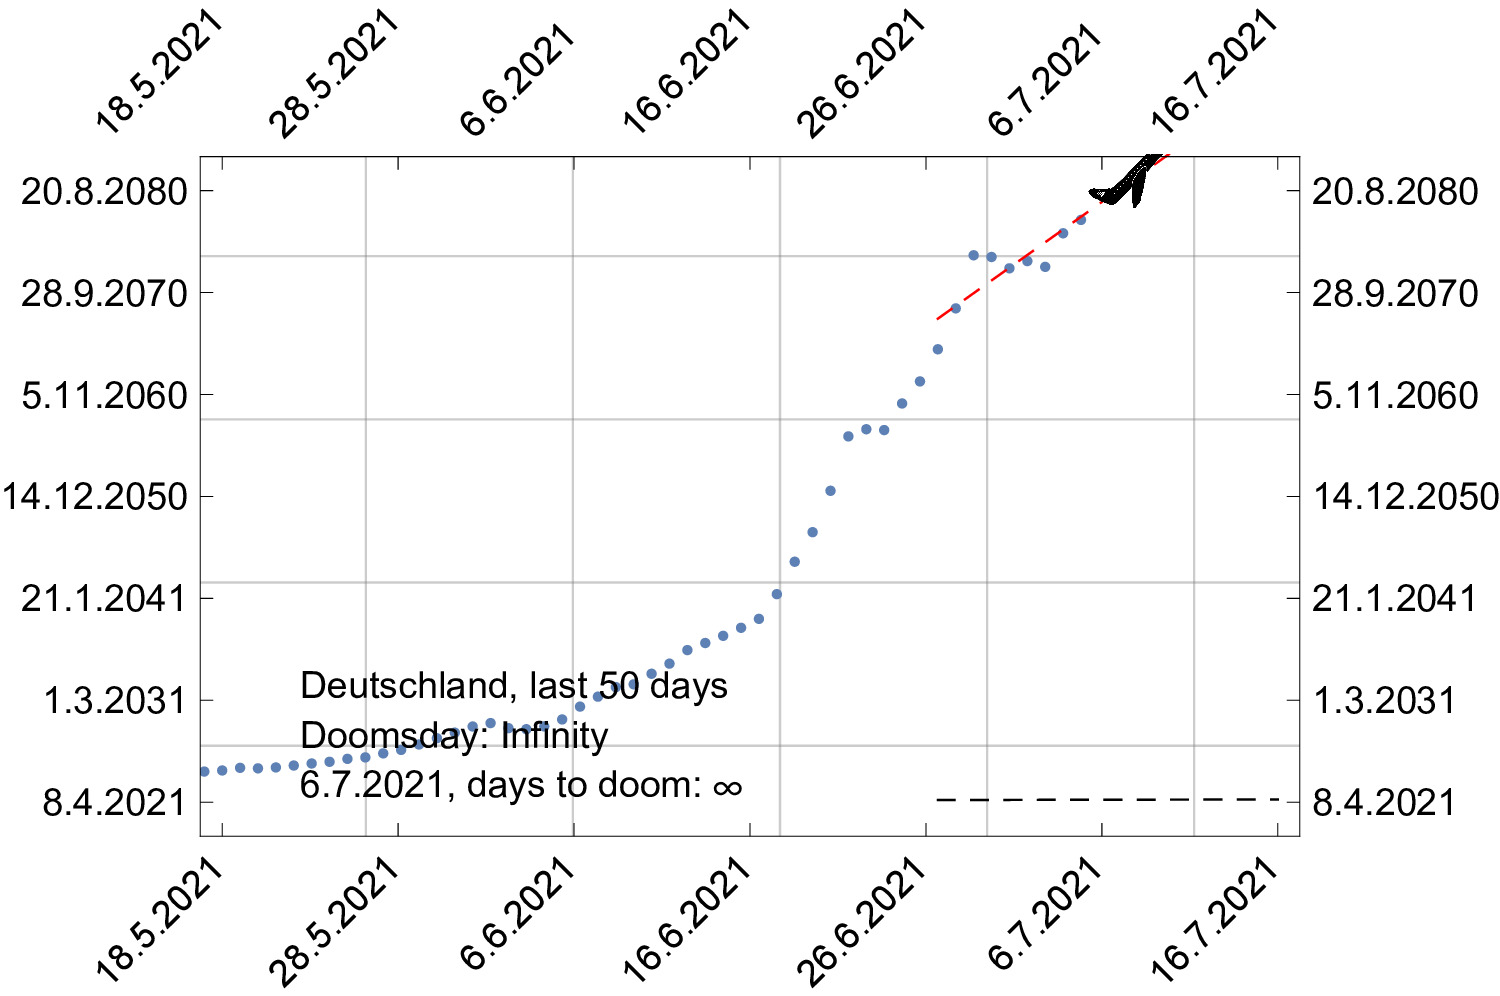 18.5.2021 28.5.2021 6.6.2021 16.6.2021 26.6.2021 6.7.2021 16.7.2021
20.8.2080 20.8.2080
28.9.2070 28.9.2070
5.11.2060 5.11.2060
14.12.2050 14.12.2050
21.1.2041 21.1.2041
1.3.2031 1.3.2031
8.4.2021 8.4.2021
Deutschland, last 50 days
Doomsday: Infinity
6.7.2021, days to doom: ∞
18.5.2021 28.5.2021 6.6.2021 16.6.2021 26.6.2021 6.7.2021 16.7.2021